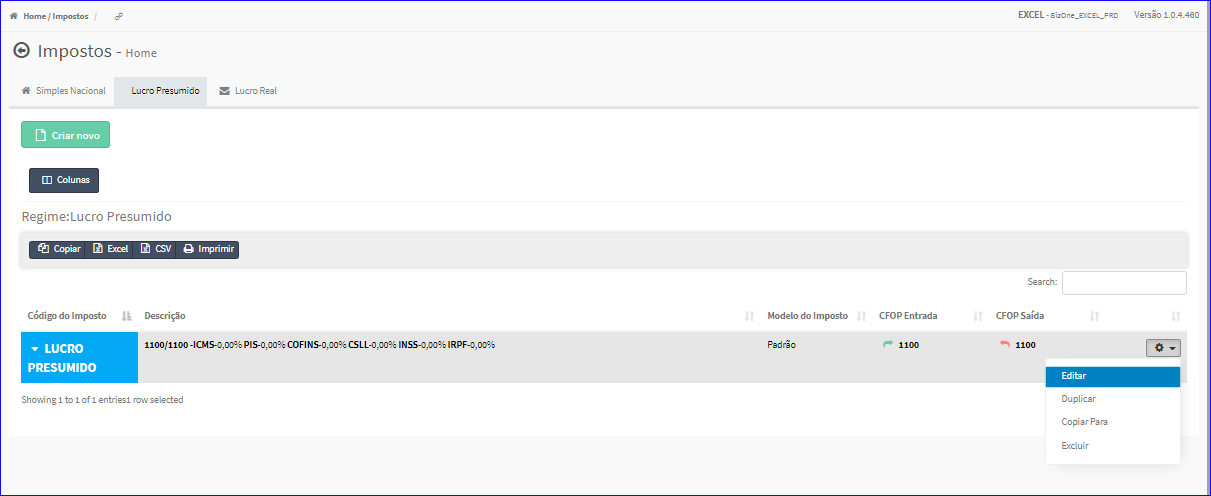 Home / Impostos /
EXCEL - BizOne_EXCEL_PRD Versão 1.0.4.460
Impostos - Home
Simples Nacional Lucro Presumido Lucro Real
Criar novo
Colunas
Regime:Lucro Presumido
Copiar Excel CSV Imprimir
Search:
Código do Imposto Descrição Modelo do Imposto CFOP Entrada CFOP Saída
LUCRO PRESUMIDO 1100/1100 -ICMS-0,00% PIS-0,00% COFINS-0,00% CSLL-0,00% INSS-0,00% IRPF-0,00% Padrão 1100 1100
Editar
Duplicar
Copiar Para
Excluir
Showing 1 to 1 of 1 entries1 row selected